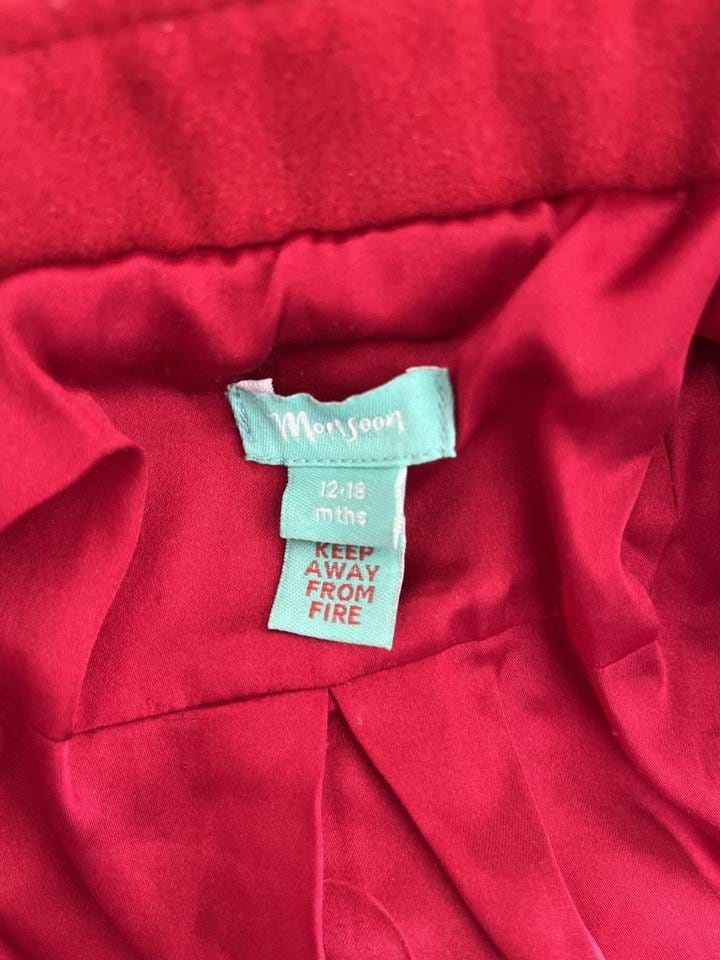 Monsoon
12-18
mths
KEEP
AWAY
FROM
FIRE